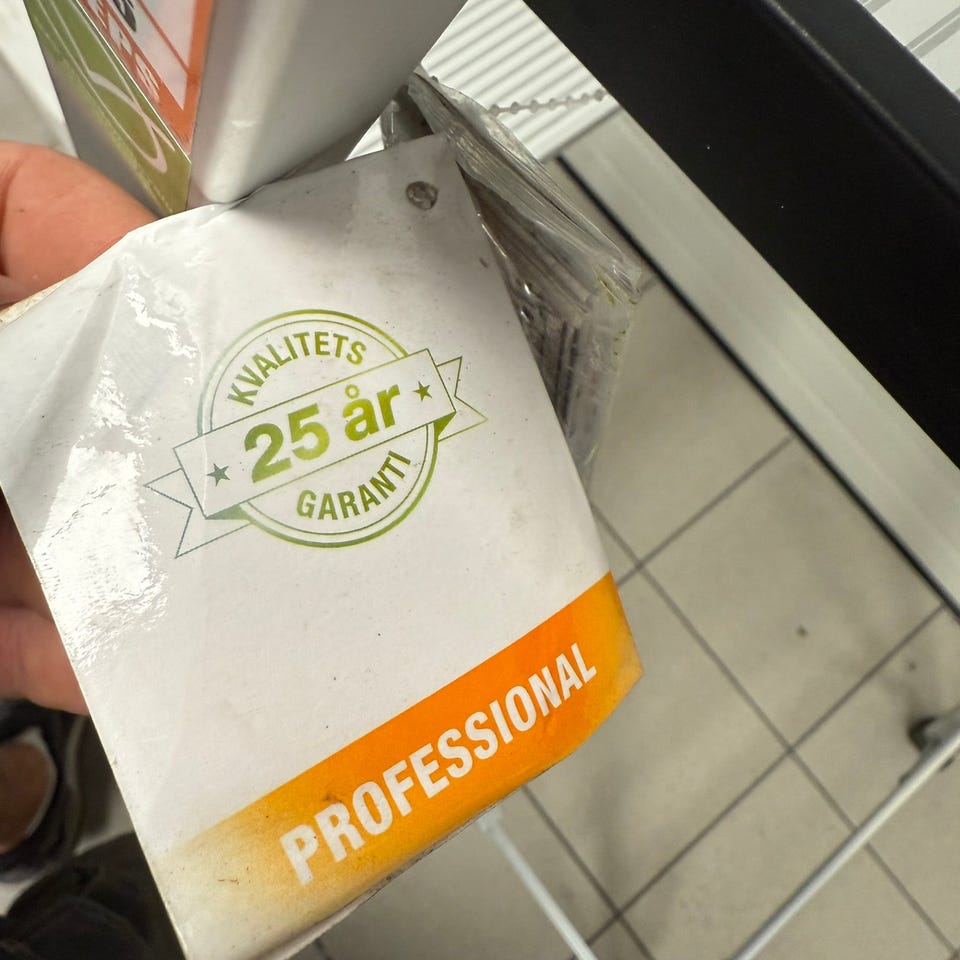 KVALITETS
25 år
GARANTI
PROFESSIONAL